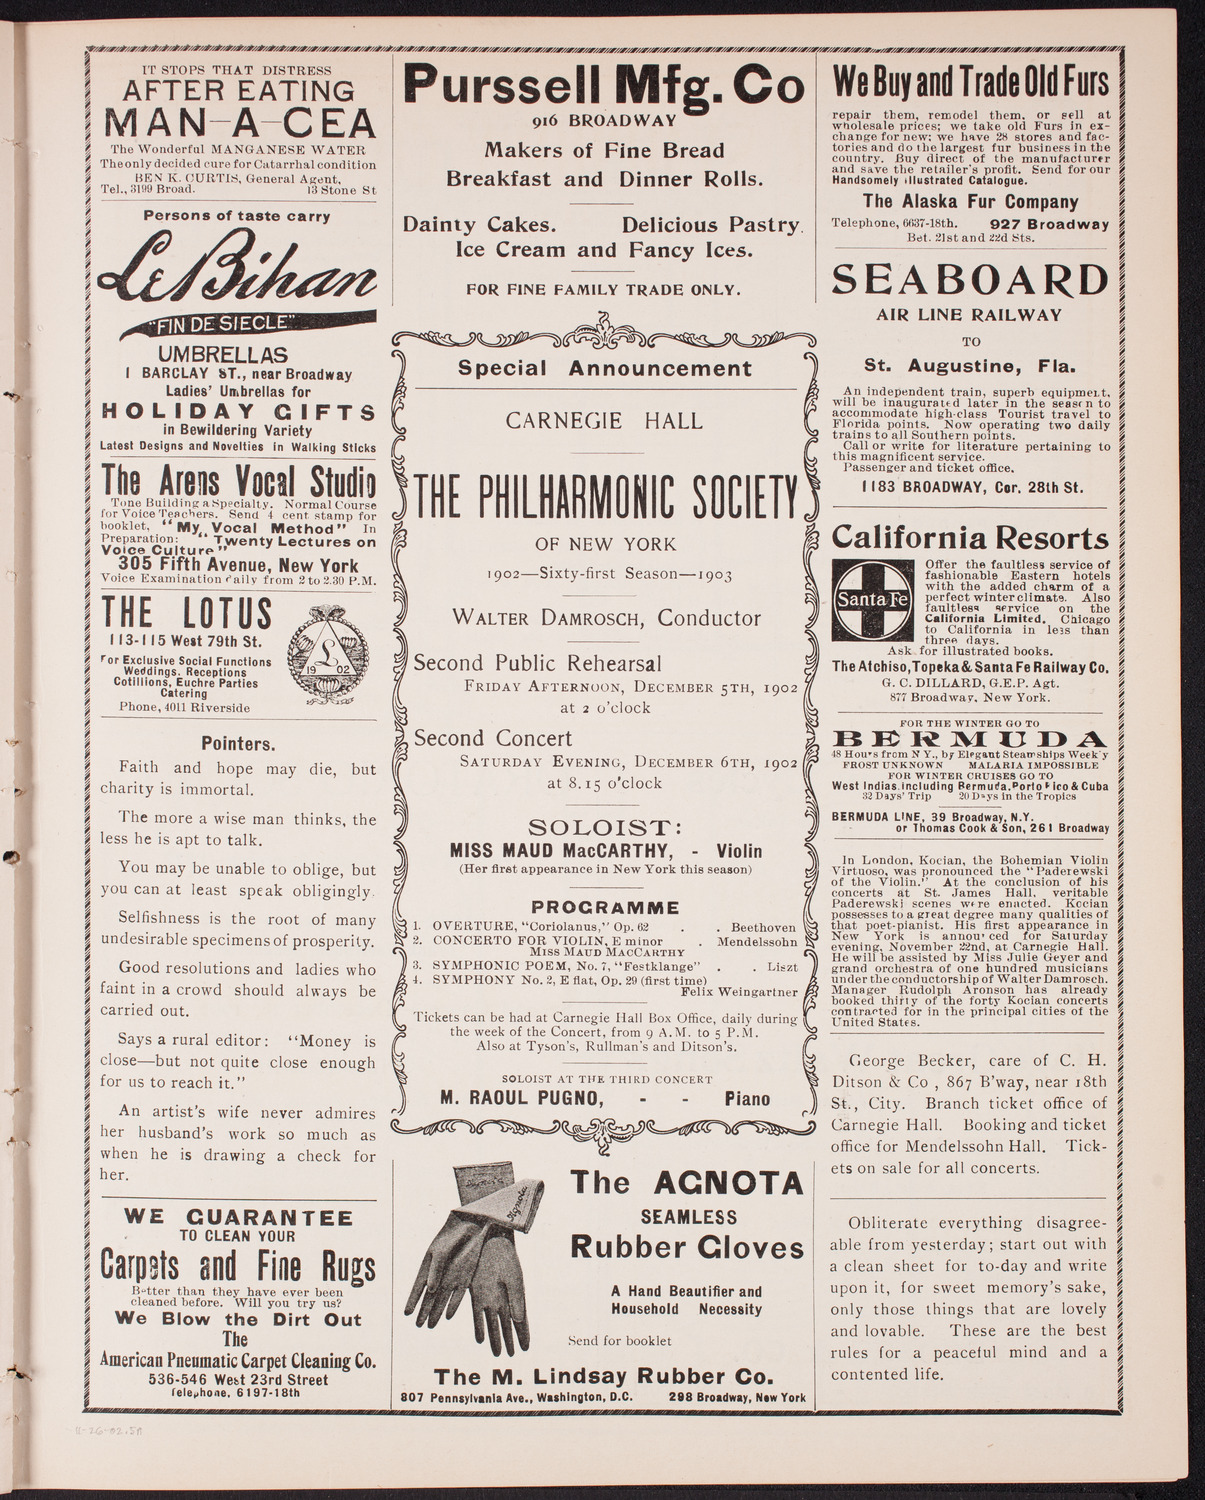 IT STOPS THAT DISTRESS
AFTER EATING
MAN-A-CEA
The Wonderful MANGANESE WATER
The only decided cure for Catarrhal condition
BEN K. CURTIS, General Agent,
Tel., 3199 Broad. 13 Stone St
Persons of taste carry
Le Bihan
"FIN DE SIECLE"
UMBRELLAS
1 BARCLAY ST., near Broadway
Ladies' Umbrellas for
HOLIDAY GIFTS
in Bewildering Variety
Latest Designs and Novelties in Walking Sticks
The Arens Vocal Studio
Tone Building a Specialty. Normal Course
for Voice Teachers. Send 4 cent stamp for
booklet, "My Vocal Method" In
Preparation: "Twenty Lectures on
Voice Culture"
305 Fifth Avenue, New York
Voice Examination daily from 2 to 2.30 P.M.
THE LOTUS
113-115 West 79th St.
For Exclusive Social Functions
Weddings. Receptions
Cotillions, Euchre Parties
Catering
Phone, 4011 Riverside
L
19 02
Pointers.
Faith and hope may die, but
charity is immortal.
The more a wise man thinks, the
less he is apt to talk.
You may be unable to oblige, but
you can at least speak obligingly.
Selfishness is the root of many
undesirable specimens of prosperity.
Good resolutions and ladies who
faint in a crowd should always be
carried out.
Says a rural editor: "Money is
close—but not quite close enough
for us to reach it."
An artist's wife never admires
her husband's work so much as
when he is drawing a check for
her.
WE GUARANTEE
TO CLEAN YOUR
Carpets and Fine Rugs
Better than they have ever been
cleaned before. Will you try us?
We Blow the Dirt Out
The
American Pneumatic Carpet Cleaning Co.
536-546 West 23rd Street
Telephone, 6197-18th
Purssell Mfg. Co
916 BROADWAY
Makers of Fine Bread
Breakfast and Dinner Rolls.
Dainty Cakes. Delicious Pastry.
Ice Cream and Fancy Ices.
FOR FINE FAMILY TRADE ONLY.
Special Announcement
CARNEGIE HALL
THE PHILHARMONIC SOCIETY
OF NEW YORK
1902—Sixty-first Season—1903
WALTER DAMROSCH, Conductor
Second Public Rehearsal
FRIDAY AFTERNOON, DECEMBER 5TH, 1902
at 2 o'clock
Second Concert
SATURDAY EVENING, DECEMBER 6TH, 1902
at 8.15 o'clock
SOLOIST:
MISS MAUD MacCARTHY, - Violin
(Her first appearance in New York this season)
PROGRAMME
1. OVERTURE, "Coriolanus," Op. 62 . . Beethoven
2. CONCERTO FOR VIOLIN, E minor . Mendelssohn
MISS MAUD MACCARTHY
3. SYMPHONIC POEM, No. 7, "Festklange" . . Liszt
4. SYMPHONY No. 2, E flat, Op. 29 (first time)
Felix Weingartner
Tickets can be had at Carnegie Hall Box Office, daily during
the week of the Concert, from 9 A.M. to 5 P.M.
Also at Tyson's, Rullman's and Ditson's.
SOLOIST AT THE THIRD CONCERT
M. RAOUL PUGNO, - - Piano
Agnota
The AGNOTA
SEAMLESS
Rubber Gloves
A Hand Beautifier and
Household Necessity
Send for booklet
The M. Lindsay Rubber Co.
807 Pennsylvania Ave., Washington, D.C. 298 Broadway, New York
We Buy and Trade Old Furs
repair them, remodel them, or sell at
wholesale prices; we take old Furs in ex-
change for new; we have 28 stores and fac-
tories and do the largest fur business in the
country. Buy direct of the manufacturer
and save the retailer's profit. Send for our
Handsomely illustrated Catalogue.
The Alaska Fur Company
Telephone, 6637-18th. 927 Broadway
Bet. 21st and 22d Sts.
SEABOARD
AIR LINE RAILWAY
TO
St. Augustine, Fla.
An independent train, superb equipment,
will be inaugurated later in the season to
accommodate high-class Tourist travel to
Florida points. Now operating two daily
trains to all Southern points.
Call or write for literature pertaining to
this magnificent service.
Passenger and ticket office,
1183 BROADWAY, Cor. 28th St.
California Resorts
Santa Fe
Offer the faultless service of
fashionable Eastern hotels
with the added charm of a
perfect winter climate. Also
faultless service on the
California Limited, Chicago
to California in less than
three days.
Ask for illustrated books.
The Atchiso, Topeka & Santa Fe Railway Co.
G. C. DILLARD, G.E.P. Agt.
877 Broadway, New York.
FOR THE WINTER GO TO
BERMUDA
48 Hours from N.Y., by Elegant Steamships Weekly
FROST UNKNOWN MALARIA IMPOSSIBLE
FOR WINTER CRUISES GO TO
West Indias, including Bermuda, Porto Rico & Cuba
32 Days' Trip 20 Days in the Tropics
BERMUDA LINE, 39 Broadway, N.Y.
or Thomas Cook & Son, 261 Broadway
In London, Kocian, the Bohemian Violin
Virtuoso, was pronounced the "Paderewski
of the Violin." At the conclusion of his
concerts at St. James Hall, veritable
Paderewski scenes were enacted. Kocian
possesses to a great degree many qualities of
that poet-pianist. His first appearance in
New York is announced for Saturday
evening, November 22nd, at Carnegie Hall.
He will be assisted by Miss Julie Geyer and
grand orchestra of one hundred musicians
under the conductorship of Walter Damrosch.
Manager Rudolph Aronson has already
booked thirty of the forty Kocian concerts
contracted for in the principal cities of the
United States.
George Becker, care of C. H.
Ditson & Co , 867 B'way, near 18th
St., City. Branch ticket office of
Carnegie Hall. Booking and ticket
office for Mendelssohn Hall. Tick-
ets on sale for all concerts.
Obliterate everything disagree-
able from yesterday; start out with
a clean sheet for to-day and write
upon it, for sweet memory's sake,
only those things that are lovely
and lovable. These are the best
rules for a peaceful mind and a
contented life.